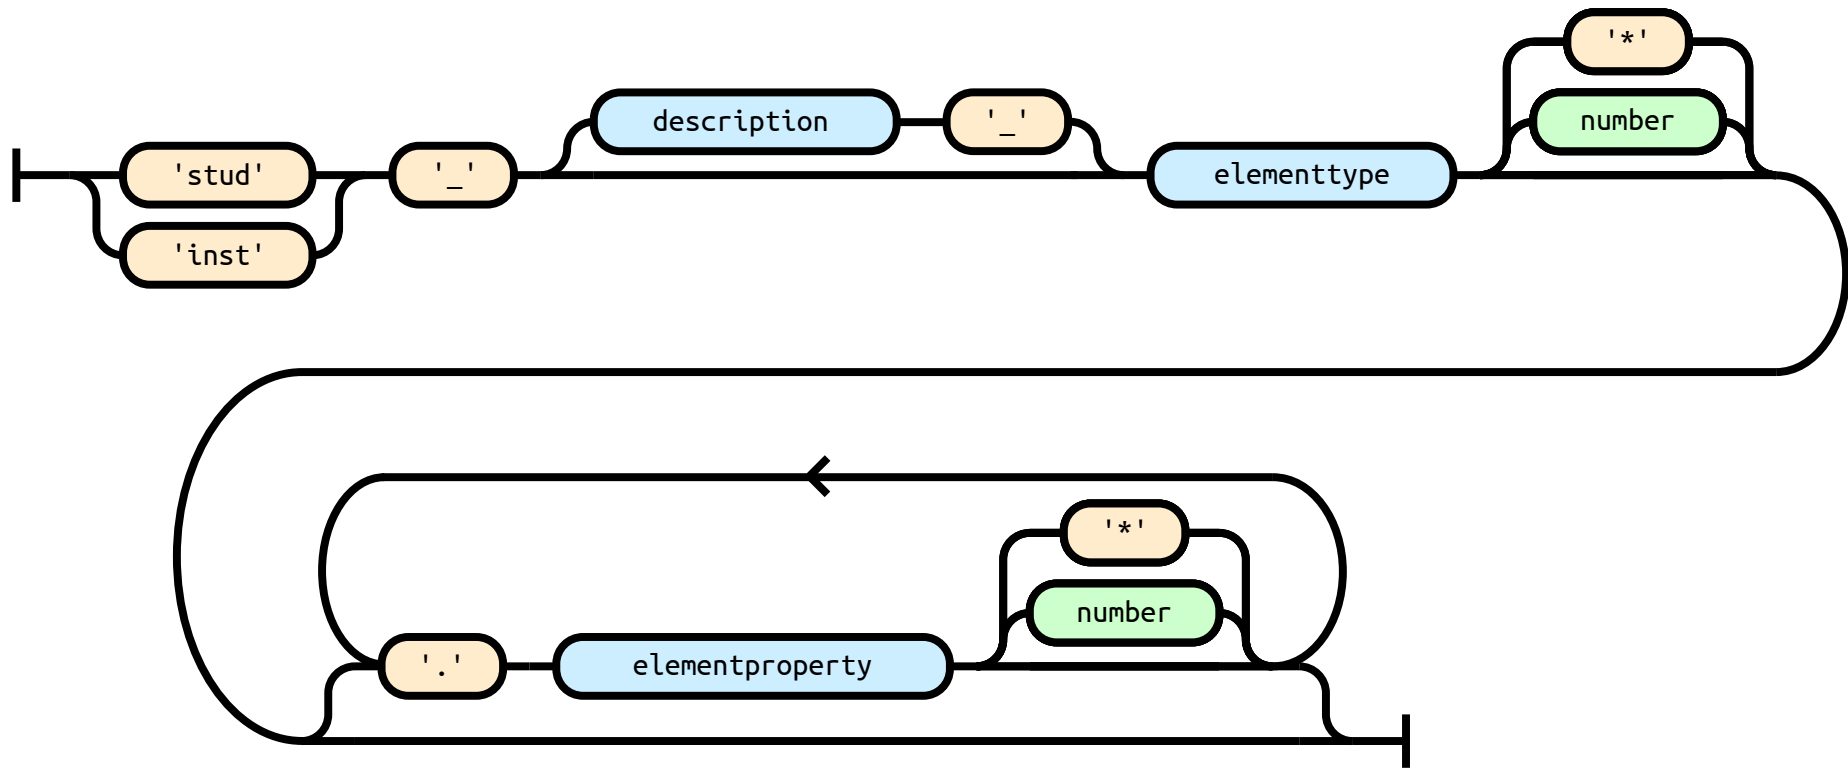 '*'
description '_' number
'stud' '_' elementtype
'inst'
'*'
number
'.' elementproperty